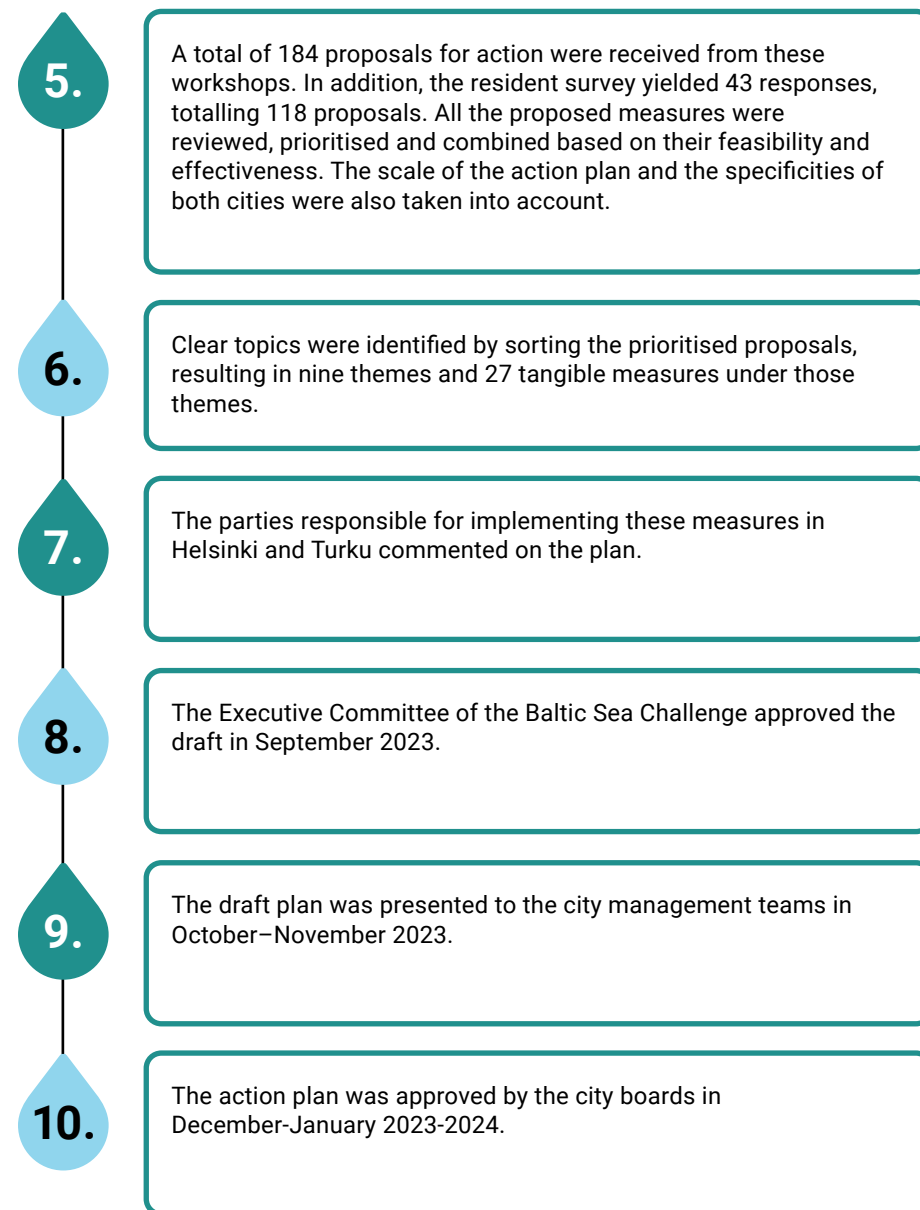 5.
A total of 184 proposals for action were received from these
workshops. In addition, the resident survey yielded 43 responses,
totalling 118 proposals. All the proposed measures were
reviewed, prioritised and combined based on their feasibility and
effectiveness. The scale of the action plan and the specificities of
both cities were also taken into account.
6.
Clear topics were identified by sorting the prioritised proposals,
resulting in nine themes and 27 tangible measures under those
themes.
7.
The parties responsible for implementing these measures in
Helsinki and Turku commented on the plan.
8.
The Executive Committee of the Baltic Sea Challenge approved the
draft in September 2023.
9.
The draft plan was presented to the city management teams in
October–November 2023.
10.
The action plan was approved by the city boards in
December-January 2023-2024.